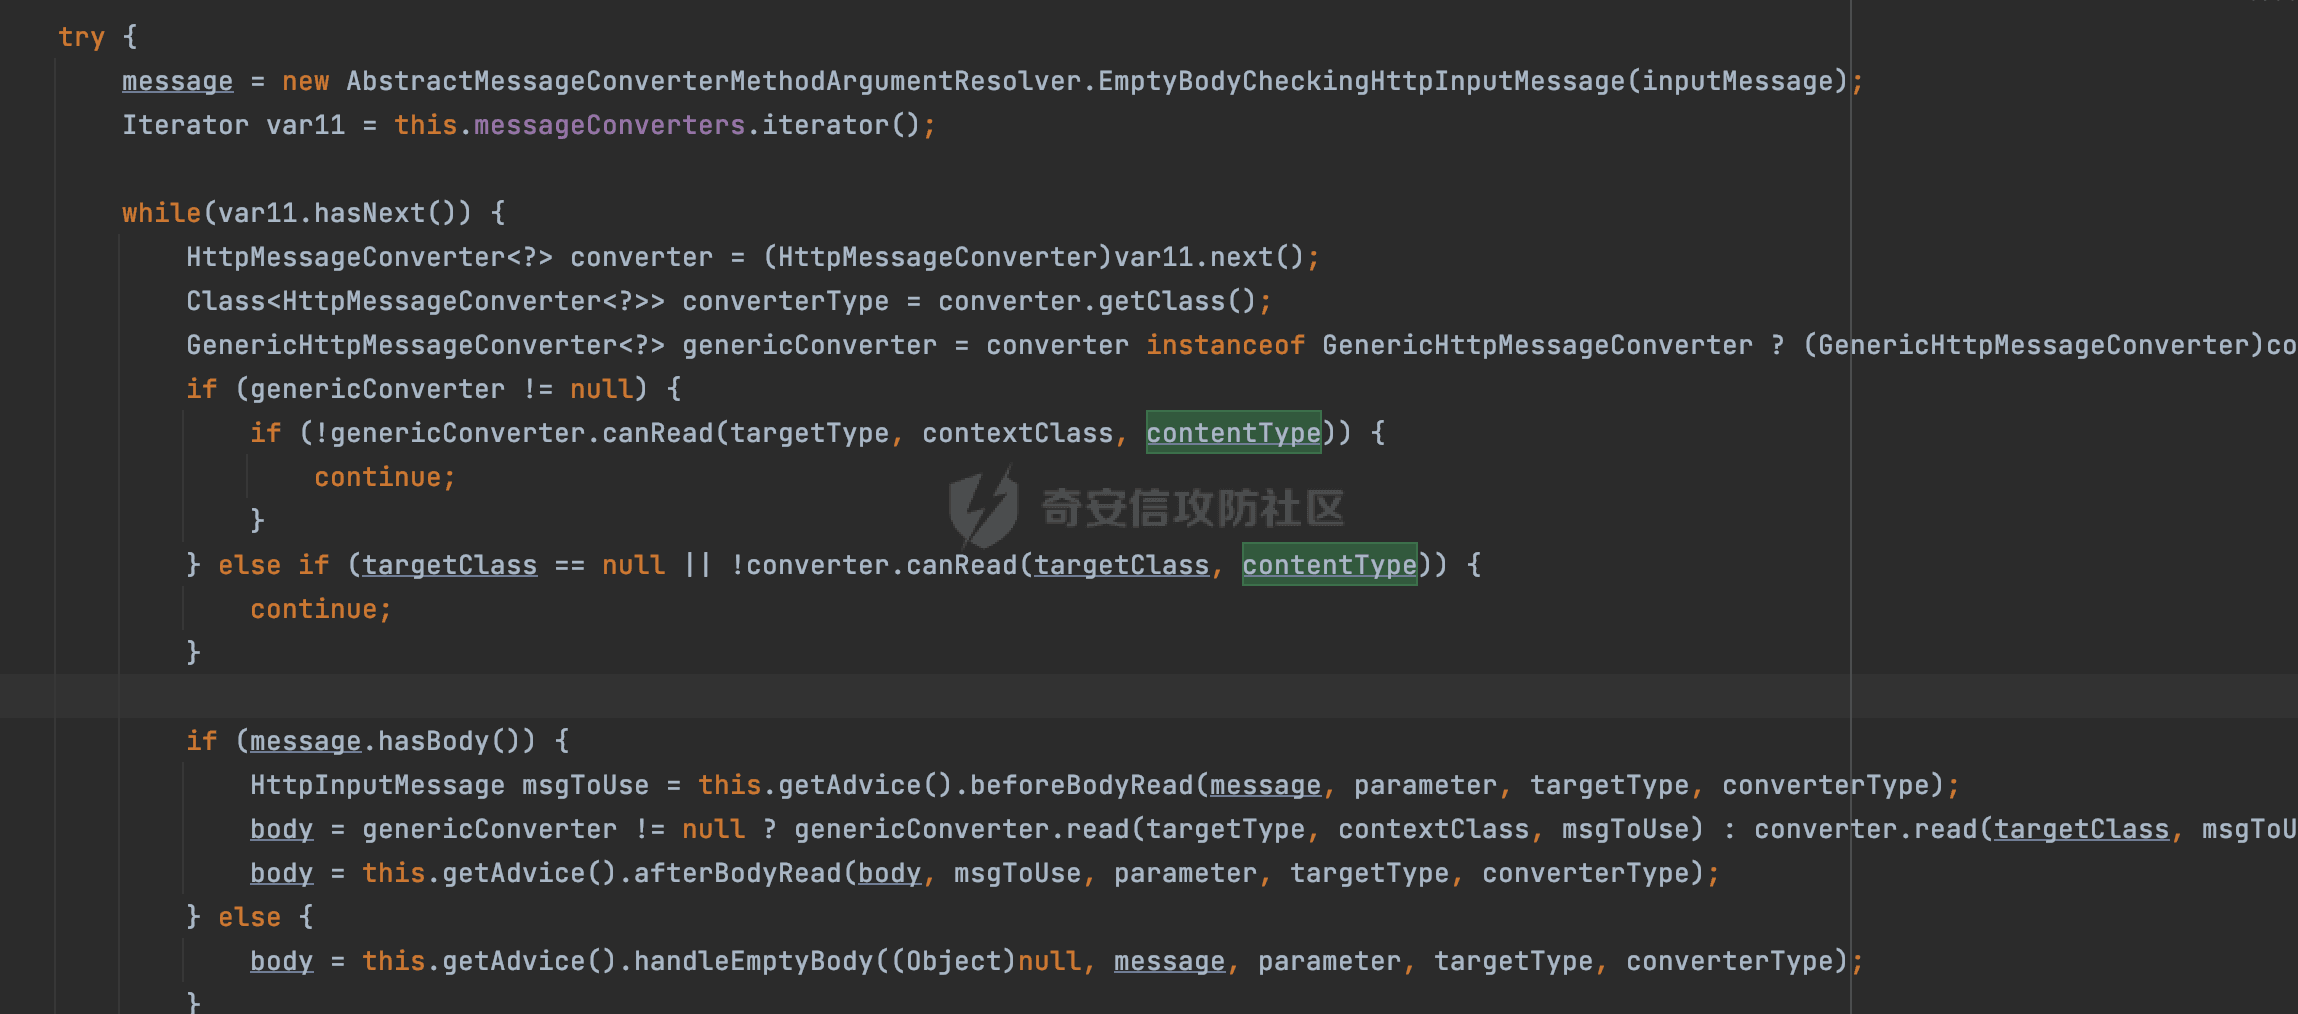 try {
message = new AbstractMessageConverterMethodArgumentResolver.EmptyBodyCheckingHttpInputMessage(inputMessage);
Iterator var11 = this.messageConverters.iterator();
while(var11.hasNext()) {
HttpMessageConverter<?> converter = (HttpMessageConverter)var11.next();
Class<HttpMessageConverter<?>> converterType = converter.getClass();
GenericHttpMessageConverter<?> genericConverter = converter instanceof GenericHttpMessageConverter ? (GenericHttpMessageConverter)co
if (genericConverter != null) {
if (!genericConverter.canRead(targetType, contextClass, contentType)) {
continue;
奇安信攻防社区
}
} else if (targetClass == null || !converter.canRead(targetClass, contentType)) {
continue;
}
if (message.hasBody()) {
HttpInputMessage msgToUse = this.getAdvice().beforeBodyRead(message, parameter, targetType, converterType);
body = genericConverter != null ? genericConverter.read(targetType, contextClass, msgToUse) : converter.read(targetClass, msgToU
body = this.getAdvice().afterBodyRead(body, msgToUse, parameter, targetType, converterType);
} else {
body = this.getAdvice().handleEmptyBody((Object)null, message, parameter, targetType, converterType);
}